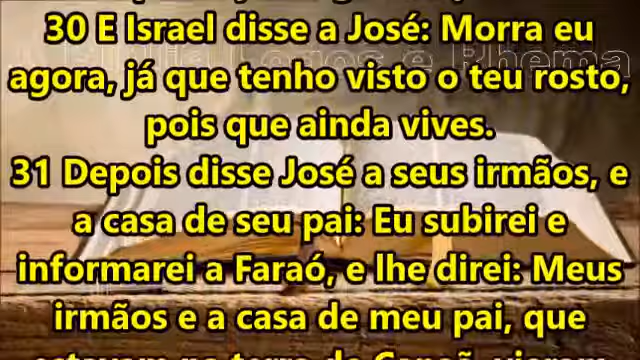 30 E Israel disse a José: Morra eu
agora, já que tenho visto o teu rosto,
pois que ainda vives.
31 Depois disse José a seus irmãos, e
a casa de seu pai: Eu subirei e
informarei a Faraó, e lhe direi: Meus
irmãos e a casa de meu pai, que